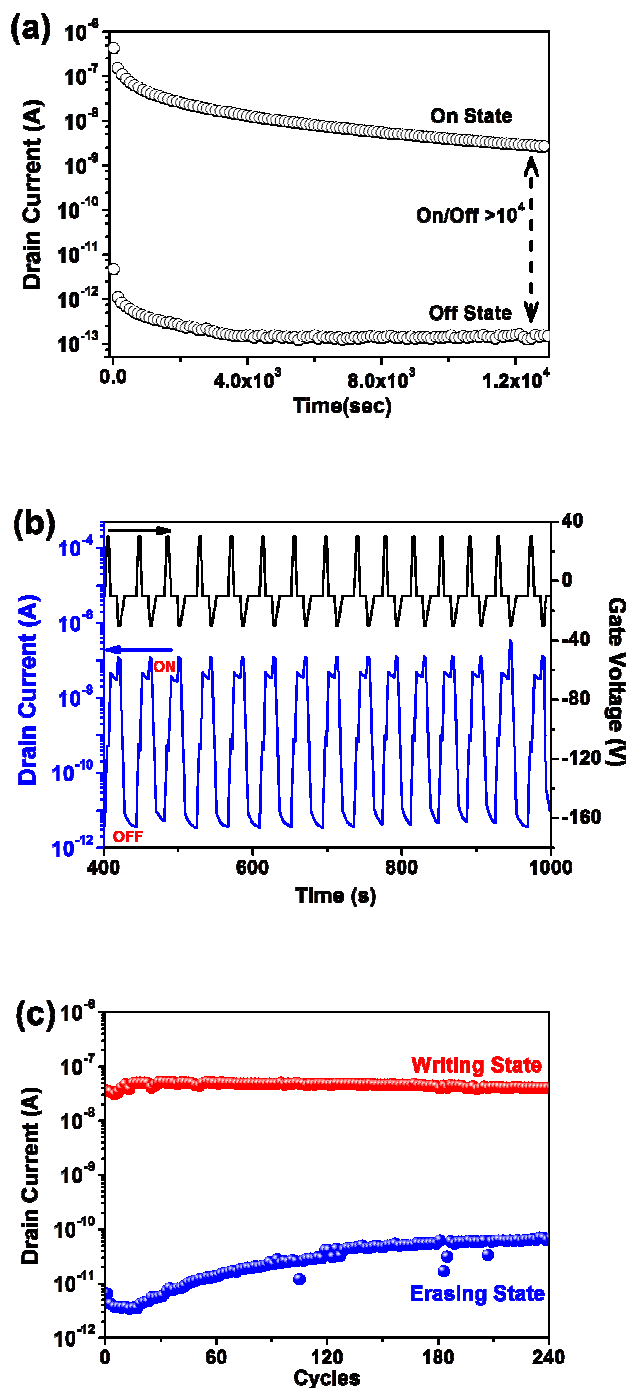 (a)
10⁻⁶
10⁻⁷
10⁻⁸
10⁻⁹
10⁻¹⁰
10⁻¹¹
10⁻¹²
10⁻¹³
Drain Current (A)
On State
On/Off >10⁴
Off State
0.0
4.0x10³
8.0x10³
1.2x10⁴
Time(sec)
(b)
10⁻⁴
10⁻⁶
10⁻⁸
10⁻¹⁰
10⁻¹²
Drain Current (A)
ON
OFF
40
0
-40
-80
-120
-160
Gate Voltage (V)
400
600
800
1000
Time (s)
(c)
10⁻⁶
10⁻⁷
10⁻⁸
10⁻⁹
10⁻¹⁰
10⁻¹¹
10⁻¹²
Drain Current (A)
Writing State
Erasing State
0
60
120
180
240
Cycles